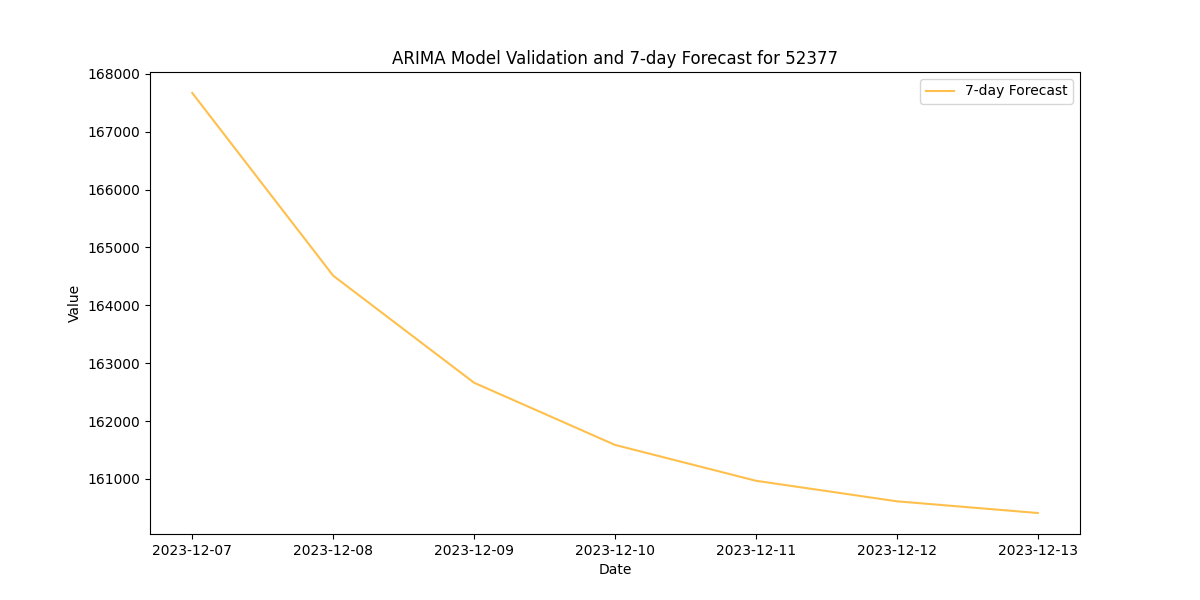 ARIMA Model Validation and 7-day Forecast for 52377
7-day Forecast
168000
167000
166000
165000
164000
163000
162000
161000
Value
2023-12-07 2023-12-08 2023-12-09 2023-12-10 2023-12-11 2023-12-12 2023-12-13
Date